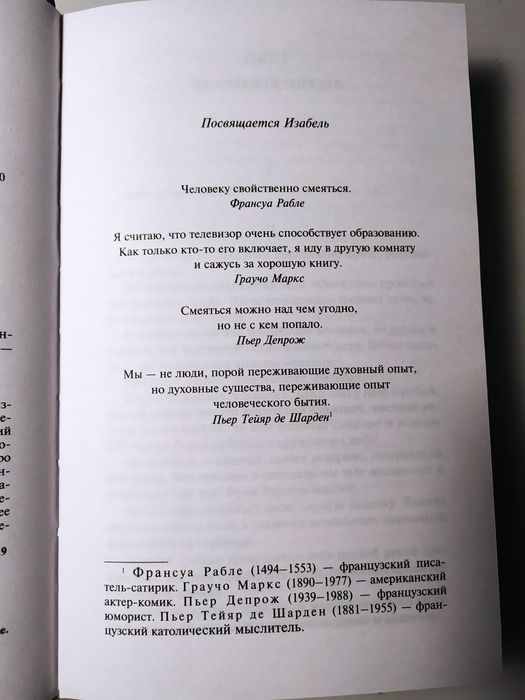 Посвящается Изабель
Человеку свойственно смеяться.
Франсуа Рабле
Я считаю, что телевизор очень способствует образованию.
Как только кто-то его включает, я иду в другую комнату
и сажусь за хорошую книгу.
Граучо Маркс
Смеяться можно над чем угодно,
но не с кем попало.
Пьер Депрож
Мы — не люди, порой переживающие духовный опыт,
но духовные существа, переживающие опыт
человеческого бытия.
Пьер Тейяр де Шарден¹
¹ Франсуа Рабле (1494–1553) — французский писа-
тель-сатирик. Граучо Маркс (1890–1977) — американский
актер-комик. Пьер Депрож (1939–1988) — французский
юморист. Пьер Тейяр де Шарден (1881–1955) — фран-
цузский католический мыслитель.